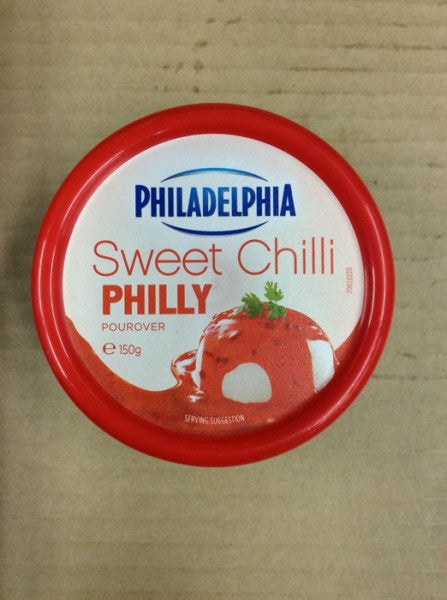 PHILADELPHIA
Sweet Chilli
PHILLY
POUROVER
e 150g
SERVING SUGGESTION